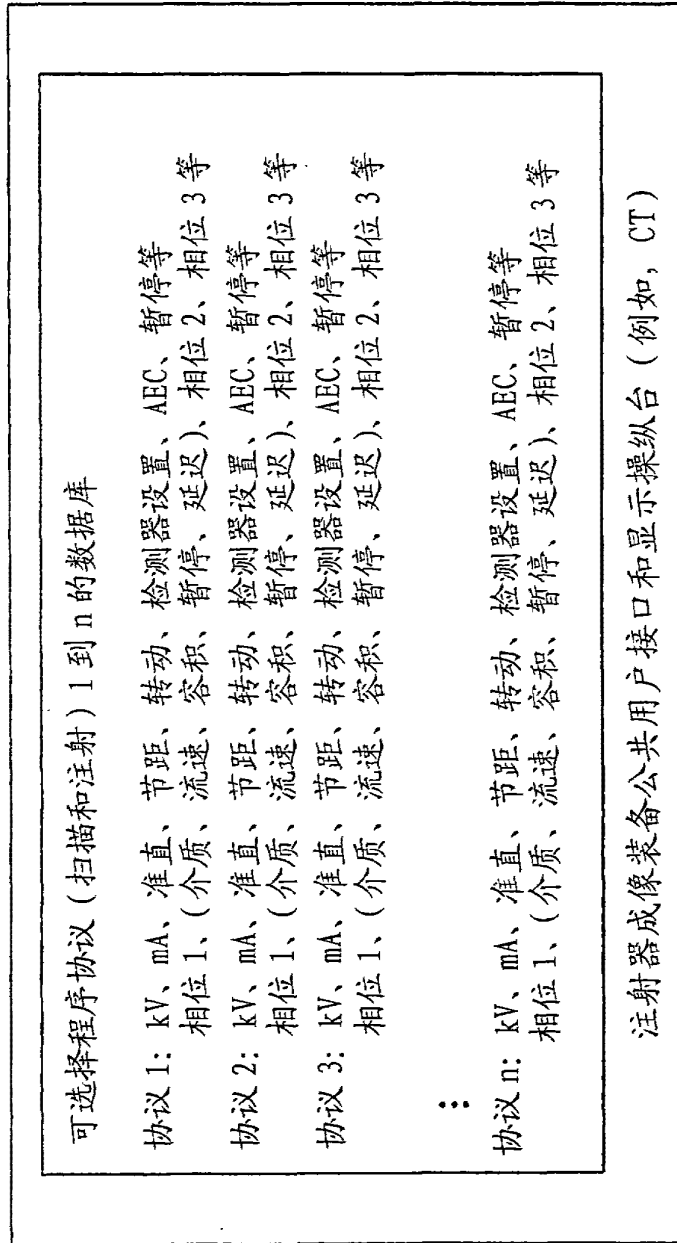 可选择程序协议(扫描和注射)1到n的数据库
协议1: kV、mA、准直、节距、转动、检测器设置、AEC、暂停等
相位1、(介质、流速、容积、暂停、延迟)、相位2、相位3等
协议2: kV、mA、准直、节距、转动、检测器设置、AEC、暂停等
相位1、(介质、流速、容积、暂停、延迟)、相位2、相位3等
协议3: kV、mA、准直、节距、转动、检测器设置、AEC、暂停等
相位1、(介质、流速、容积、暂停、延迟)、相位2、相位3等
⋮
协议n: kV、mA、准直、节距、转动、检测器设置、AEC、暂停等
相位1、(介质、流速、容积、暂停、延迟)、相位2、相位3等
注射器成像装备公共用户接口和显示操纵台(例如, CT)